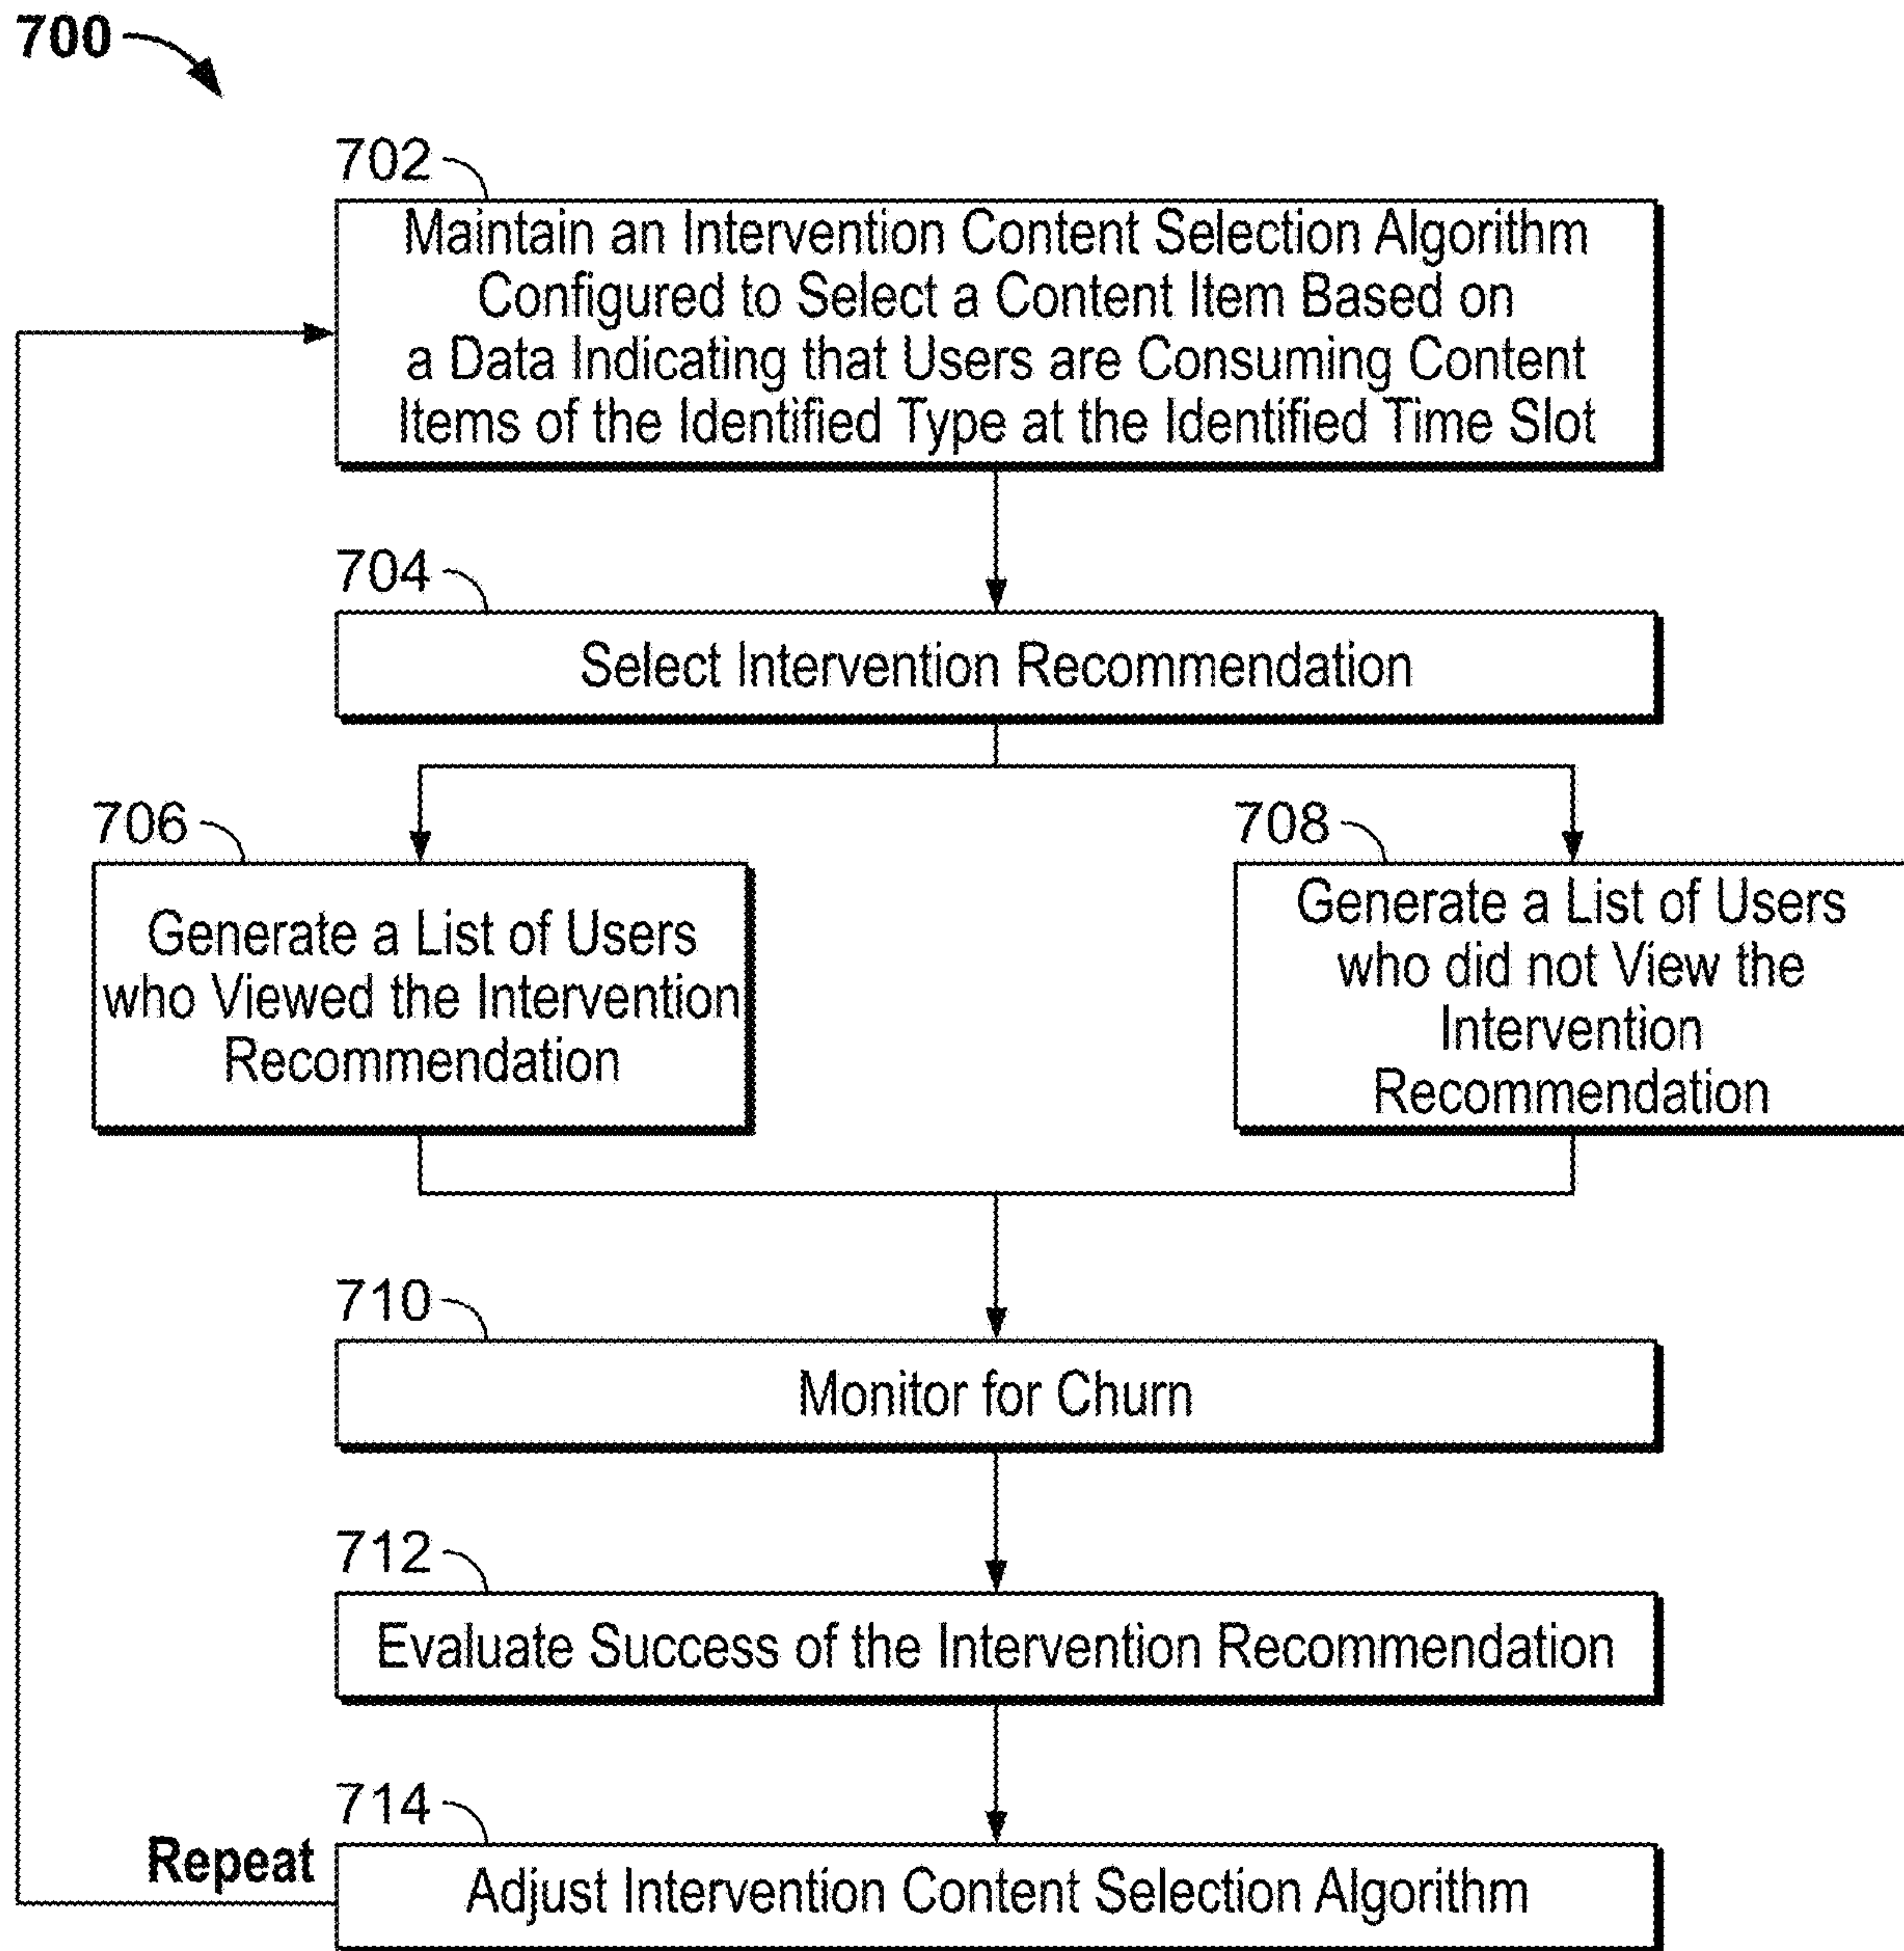 700
702
Maintain an Intervention Content Selection Algorithm
Configured to Select a Content Item Based on
a Data Indicating that Users are Consuming Content
Items of the Identified Type at the Identified Time Slot
704
Select Intervention Recommendation
706
Generate a List of Users
who Viewed the Intervention
Recommendation
708
Generate a List of Users
who did not View the
Intervention
Recommendation
710
Monitor for Churn
712
Evaluate Success of the Intervention Recommendation
714
Repeat
Adjust Intervention Content Selection Algorithm